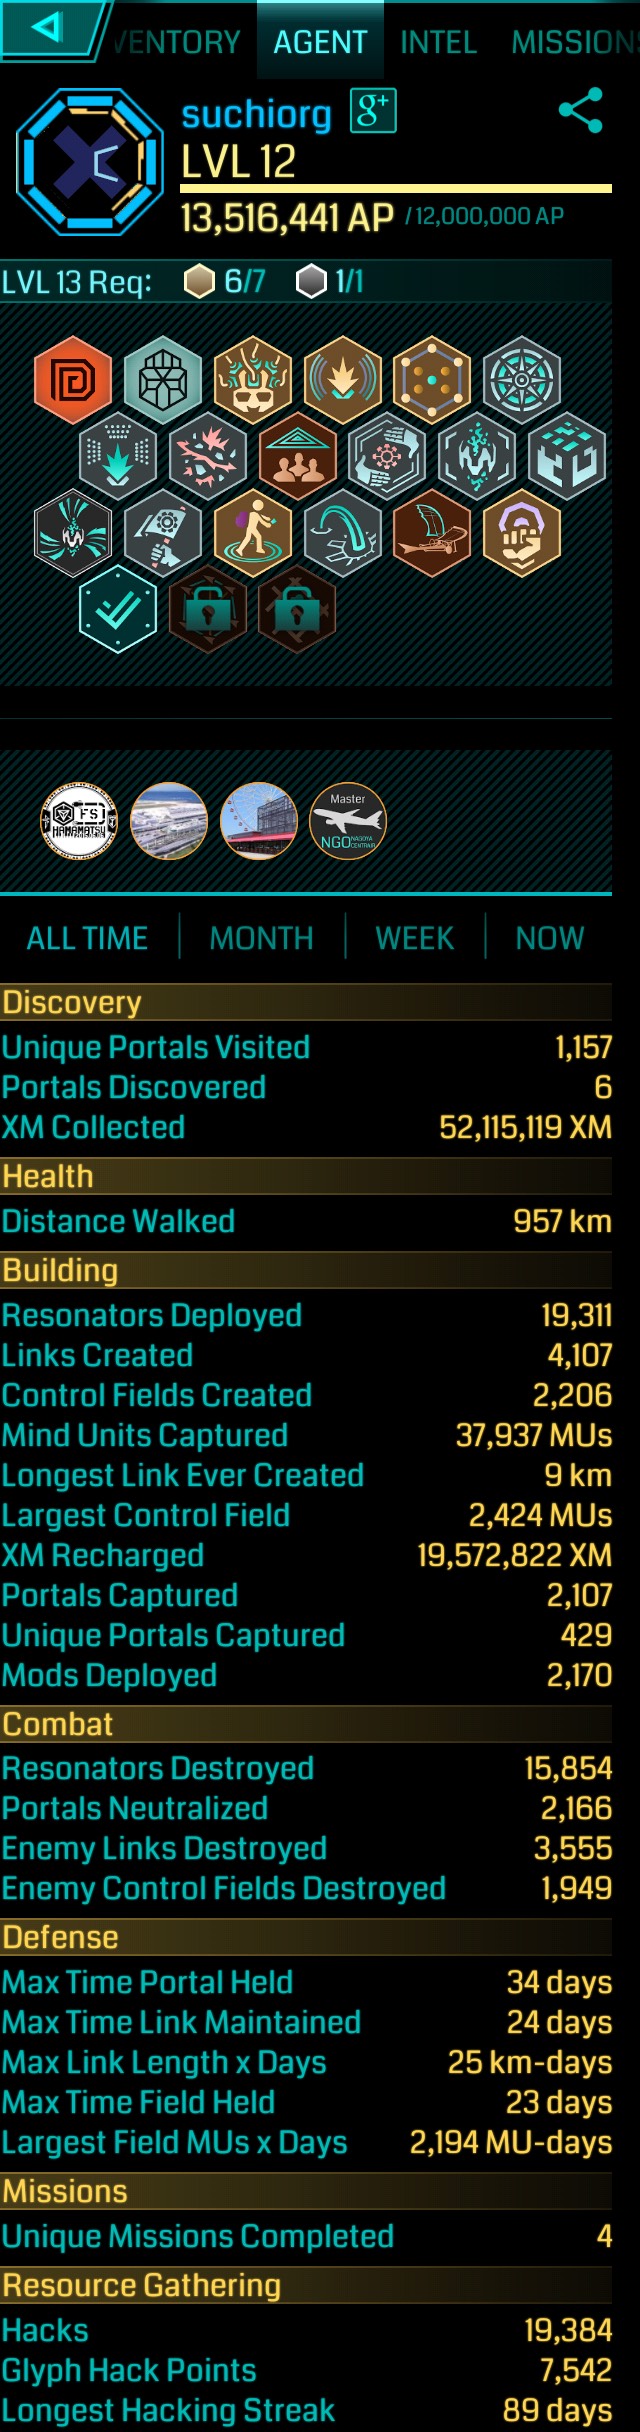 VENTORY AGENT INTEL MISSIONS
suchiorg g+
LVL 12
13,516,441 AP / 12,000,000 AP
LVL 13 Req: 6/7 1/1
FS
HAMAMATSU
Master
NGO NAGOYA CENTRAIR
ALL TIME MONTH WEEK NOW
Discovery
Unique Portals Visited 1,157
Portals Discovered 6
XM Collected 52,115,119 XM
Health
Distance Walked 957 km
Building
Resonators Deployed 19,311
Links Created 4,107
Control Fields Created 2,206
Mind Units Captured 37,937 MUs
Longest Link Ever Created 9 km
Largest Control Field 2,424 MUs
XM Recharged 19,572,822 XM
Portals Captured 2,107
Unique Portals Captured 429
Mods Deployed 2,170
Combat
Resonators Destroyed 15,854
Portals Neutralized 2,166
Enemy Links Destroyed 3,555
Enemy Control Fields Destroyed 1,949
Defense
Max Time Portal Held 34 days
Max Time Link Maintained 24 days
Max Link Length x Days 25 km-days
Max Time Field Held 23 days
Largest Field MUs x Days 2,194 MU-days
Missions
Unique Missions Completed 4
Resource Gathering
Hacks 19,384
Glyph Hack Points 7,542
Longest Hacking Streak 89 days